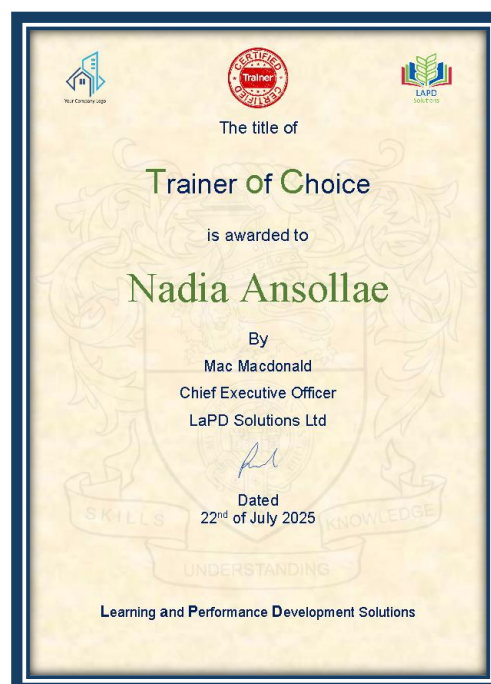 CERTIFIED
Trainer
CERTIFIED
Your Company Logo
LAPD
Solutions
The title of
Trainer of Choice
is awarded to
Nadia Ansollae
By
Mac Macdonald
Chief Executive Officer
LaPD Solutions Ltd
Dated
22nd of July 2025
SKILLS
KNOWLEDGE
UNDERSTANDING
Learning and Performance Development Solutions